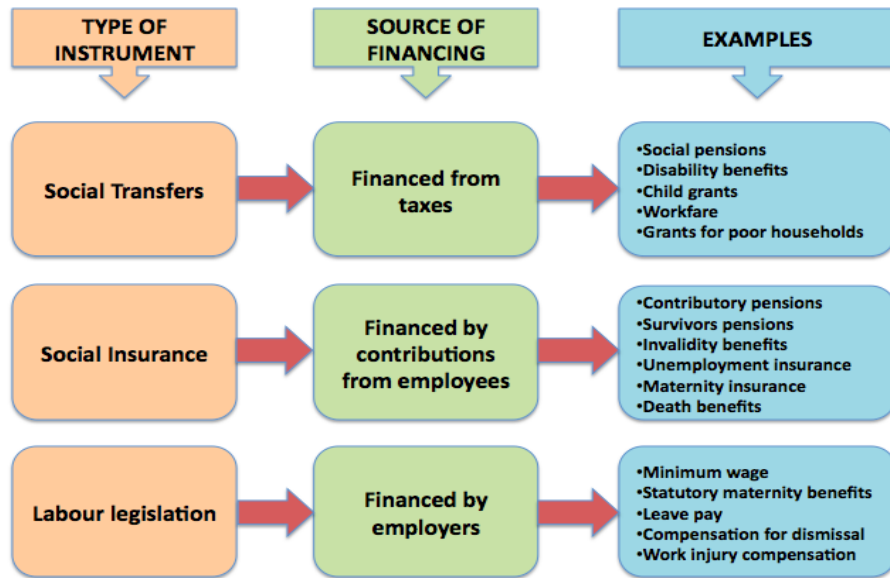 TYPE OF
INSTRUMENT
SOURCE OF
FINANCING
EXAMPLES
Social Transfers
Financed from
taxes
•Social pensions
•Disability benefits
•Child grants
•Workfare
•Grants for poor households
Social Insurance
Financed by
contributions
from employees
•Contributory pensions
•Survivors pensions
•Invalidity benefits
•Unemployment insurance
•Maternity insurance
•Death benefits
Labour legislation
Financed by
employers
•Minimum wage
•Statutory maternity benefits
•Leave pay
•Compensation for dismissal
•Work injury compensation